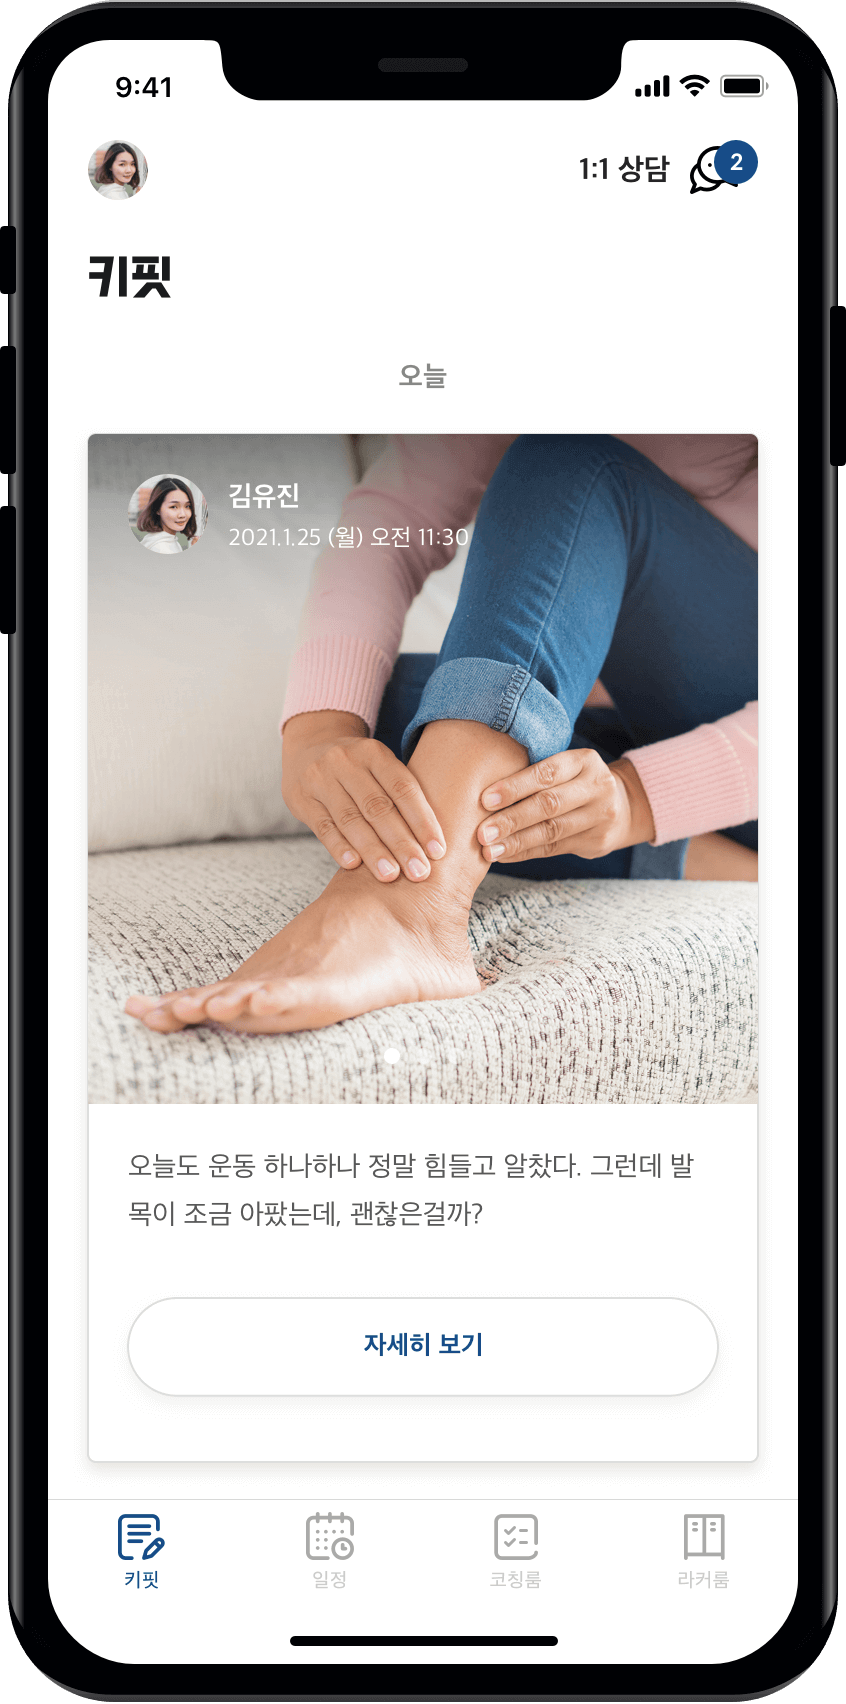 9:41
1:1 상담
2
키핏
오늘
김유진
2021.1.25 (월) 오전 11:30
오늘도 운동 하나하나 정말 힘들고 알찼다. 그런데 발
목이 조금 아팠는데, 괜찮은걸까?
자세히 보기
키핏
일정
코칭룸
라커룸